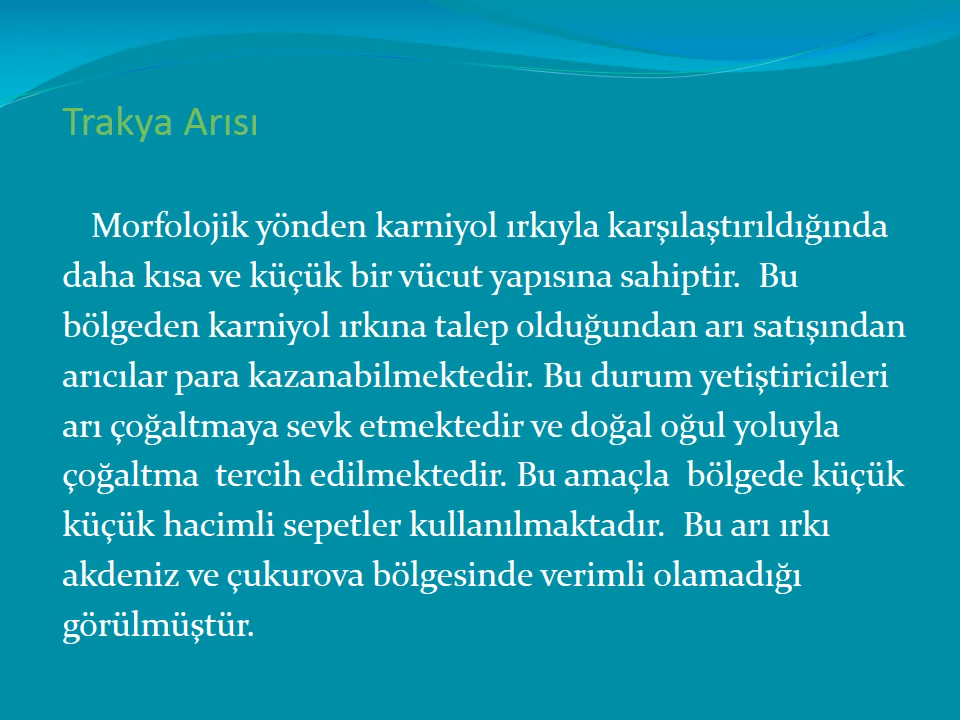 Trakya Arısı
Morfolojik yönden karniyol ırkıyla karşılaştırıldığında
daha kısa ve küçük bir vücut yapısına sahiptir.  Bu
bölgeden karniyol ırkına talep olduğundan arı satışından
arıcılar para kazanabilmektedir. Bu durum yetiştiricileri
arı çoğaltmaya sevk etmektedir ve doğal oğul yoluyla
çoğaltma  tercih edilmektedir. Bu amaçla  bölgede küçük
küçük hacimli sepetler kullanılmaktadır.  Bu arı ırkı
akdeniz ve çukurova bölgesinde verimli olamadığı
görülmüştür.